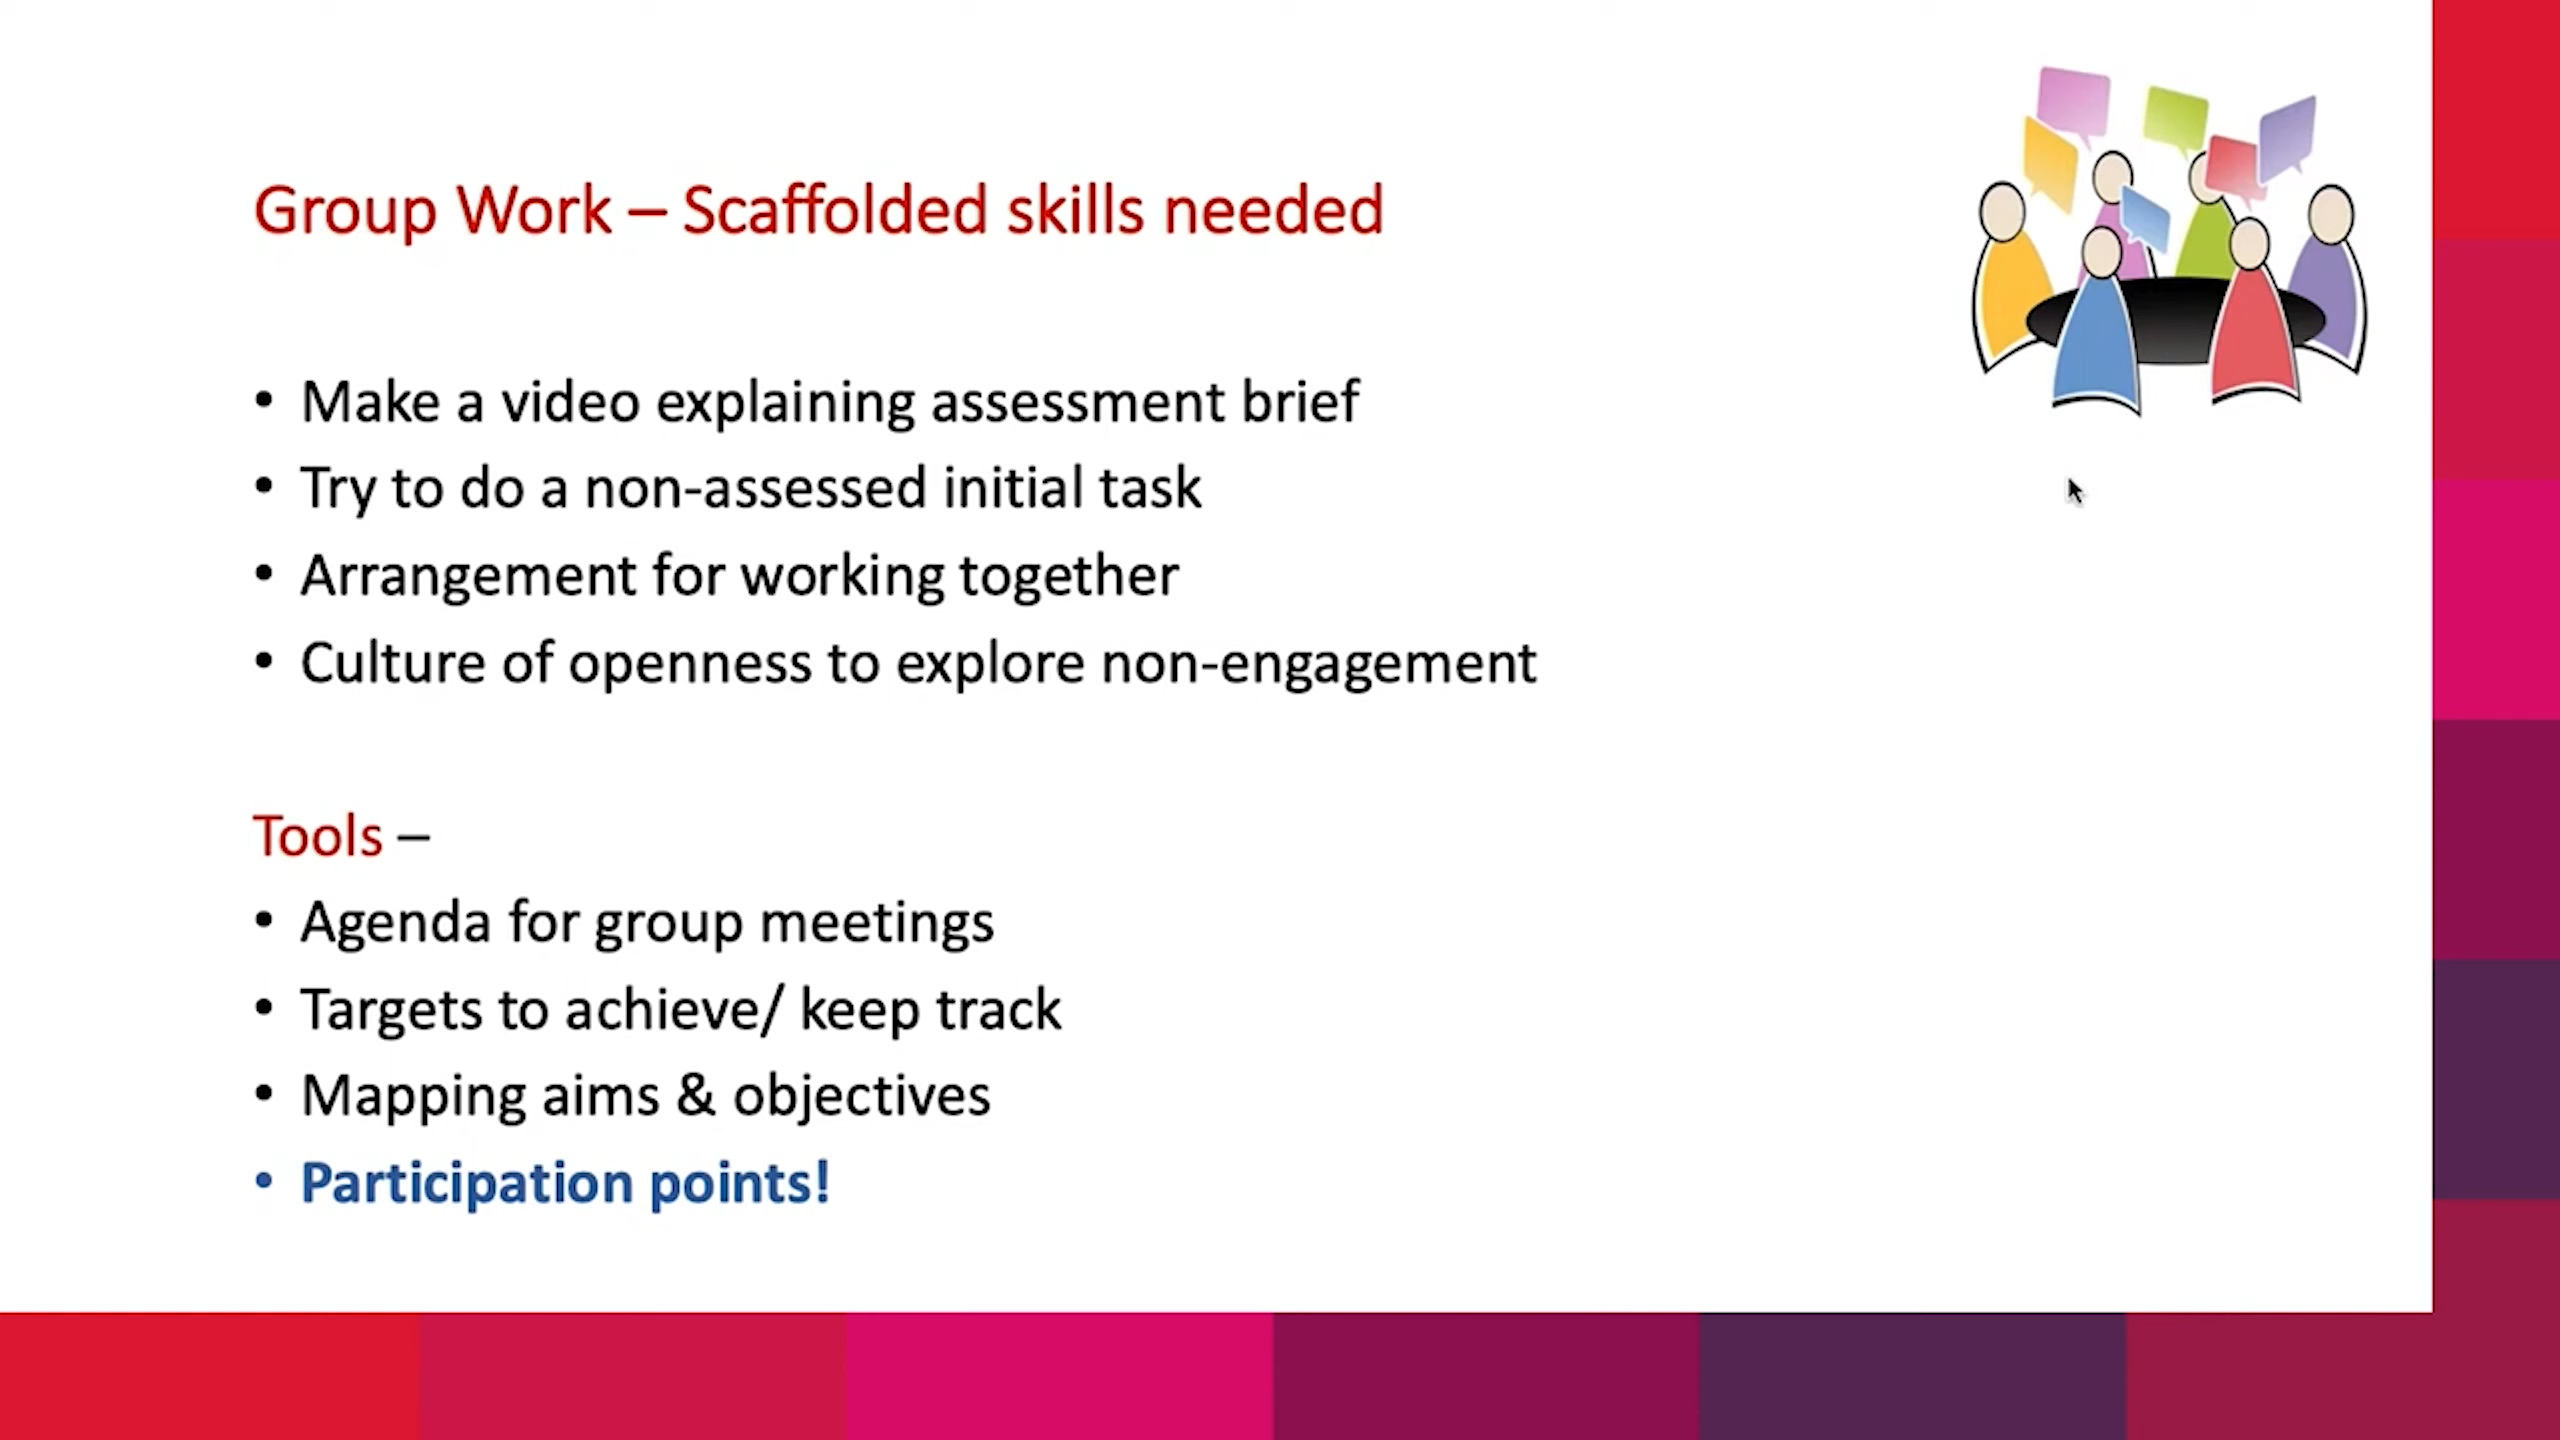 Group Work – Scaffolded skills needed
• Make a video explaining assessment brief
• Try to do a non-assessed initial task
• Arrangement for working together
• Culture of openness to explore non-engagement
Tools –
• Agenda for group meetings
• Targets to achieve/ keep track
• Mapping aims & objectives
• Participation points!